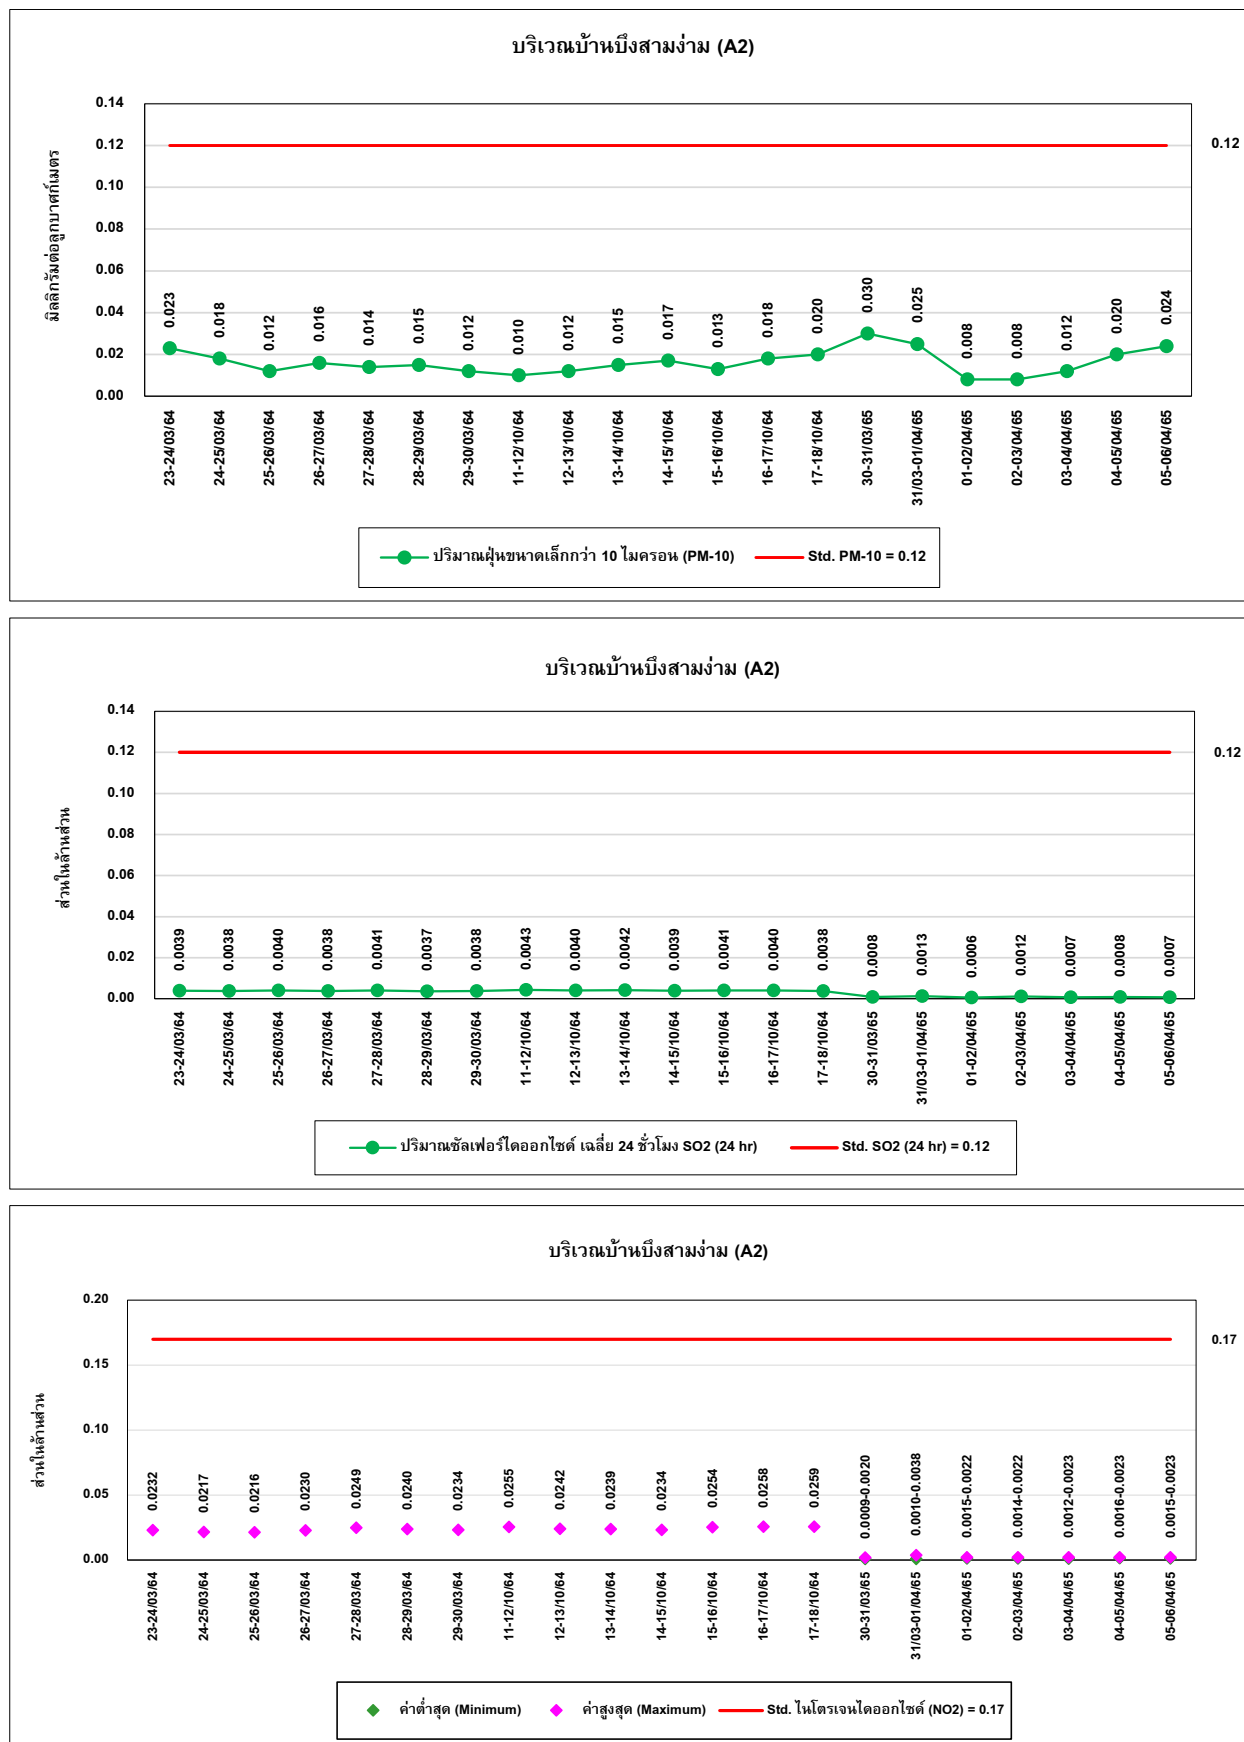 บริเวณบ้านบึงสามง่าม (A2)
มิลลิกรัมต่อลูกบาศก์เมตร
0.14
0.12
0.10
0.08
0.06
0.04
0.02
0.00
0.12
0.023 0.018 0.012 0.016 0.014 0.015 0.012 0.010 0.012 0.015 0.017 0.013 0.018 0.020 0.030 0.025 0.008 0.008 0.012 0.020 0.024
23-24/03/64 24-25/03/64 25-26/03/64 26-27/03/64 27-28/03/64 28-29/03/64 29-30/03/64 11-12/10/64 12-13/10/64 13-14/10/64 14-15/10/64 15-16/10/64 16-17/10/64 17-18/10/64 30-31/03/65 31/03-01/04/65 01-02/04/65 02-03/04/65 03-04/04/65 04-05/04/65 05-06/04/65
ปริมาณฝุ่นขนาดเล็กกว่า 10 ไมครอน (PM-10) Std. PM-10 = 0.12
บริเวณบ้านบึงสามง่าม (A2)
ส่วนในล้านส่วน
0.14
0.12
0.10
0.08
0.06
0.04
0.02
0.00
0.12
0.0039 0.0038 0.0040 0.0038 0.0041 0.0037 0.0038 0.0043 0.0040 0.0042 0.0039 0.0041 0.0040 0.0038 0.0008 0.0013 0.0006 0.0012 0.0007 0.0008 0.0007
23-24/03/64 24-25/03/64 25-26/03/64 26-27/03/64 27-28/03/64 28-29/03/64 29-30/03/64 11-12/10/64 12-13/10/64 13-14/10/64 14-15/10/64 15-16/10/64 16-17/10/64 17-18/10/64 30-31/03/65 31/03-01/04/65 01-02/04/65 02-03/04/65 03-04/04/65 04-05/04/65 05-06/04/65
ปริมาณซัลเฟอร์ไดออกไซด์ เฉลี่ย 24 ชั่วโมง SO2 (24 hr) Std. SO2 (24 hr) = 0.12
บริเวณบ้านบึงสามง่าม (A2)
ส่วนในล้านส่วน
0.20
0.15
0.10
0.05
0.00
0.17
0.0232 0.0217 0.0216 0.0230 0.0249 0.0240 0.0234 0.0255 0.0242 0.0239 0.0234 0.0254 0.0258 0.0259 0.0009-0.0020 0.0010-0.0038 0.0015-0.0022 0.0014-0.0022 0.0012-0.0023 0.0016-0.0023 0.0015-0.0023
23-24/03/64 24-25/03/64 25-26/03/64 26-27/03/64 27-28/03/64 28-29/03/64 29-30/03/64 11-12/10/64 12-13/10/64 13-14/10/64 14-15/10/64 15-16/10/64 16-17/10/64 17-18/10/64 30-31/03/65 31/03-01/04/65 01-02/04/65 02-03/04/65 03-04/04/65 04-05/04/65 05-06/04/65
ค่าต่ำสุด (Minimum) ค่าสูงสุด (Maximum) Std. ไนโตรเจนไดออกไซด์ (NO2) = 0.17